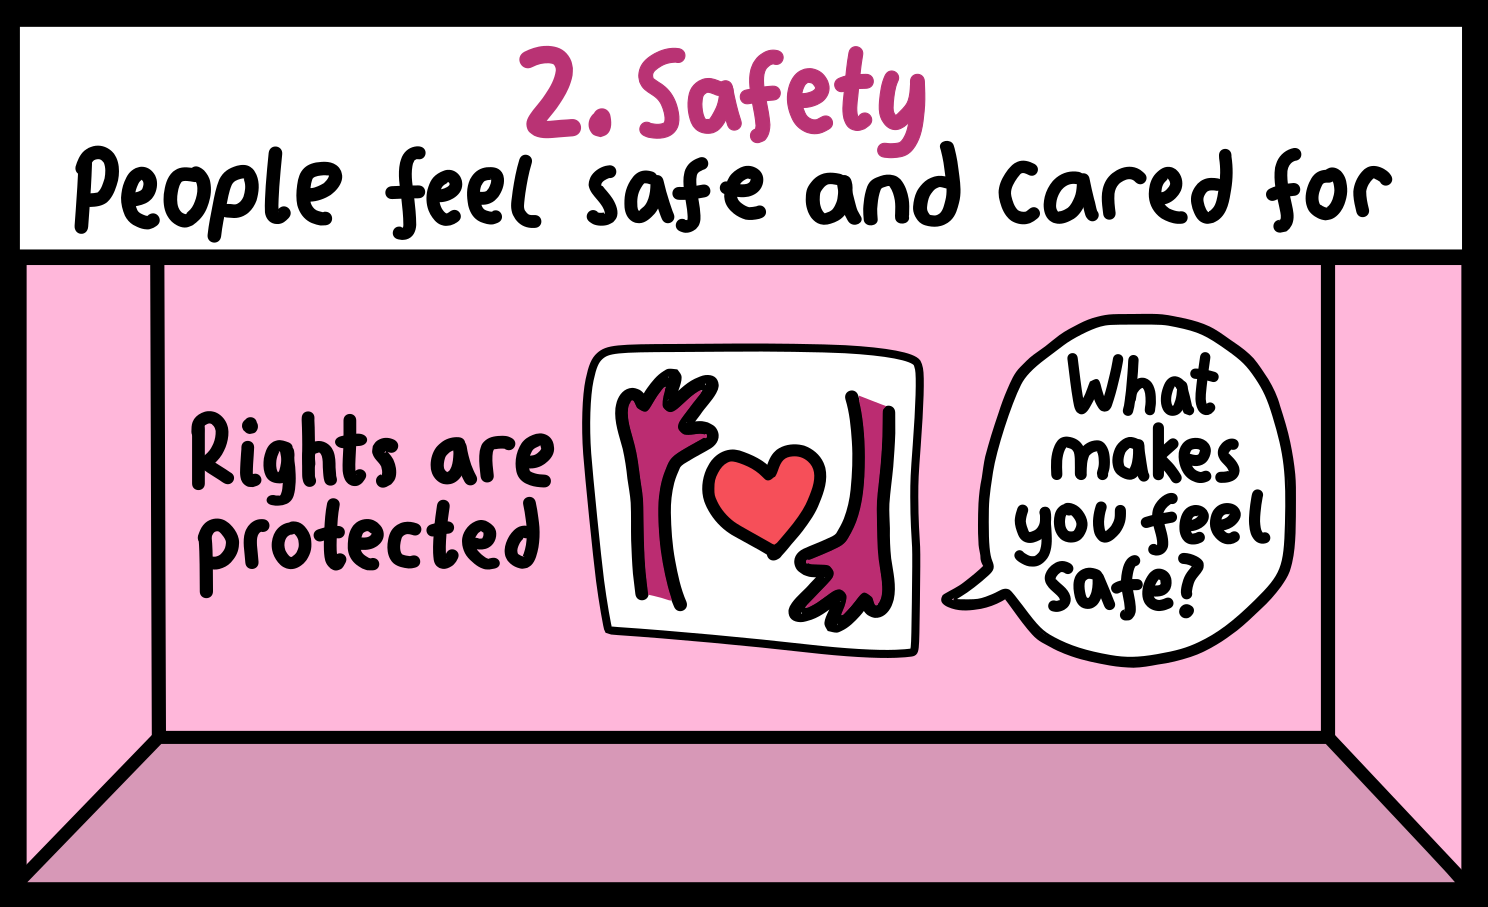 2. Safety
People feel safe and cared for
Rights are
protected
What
makes
you feel
safe?